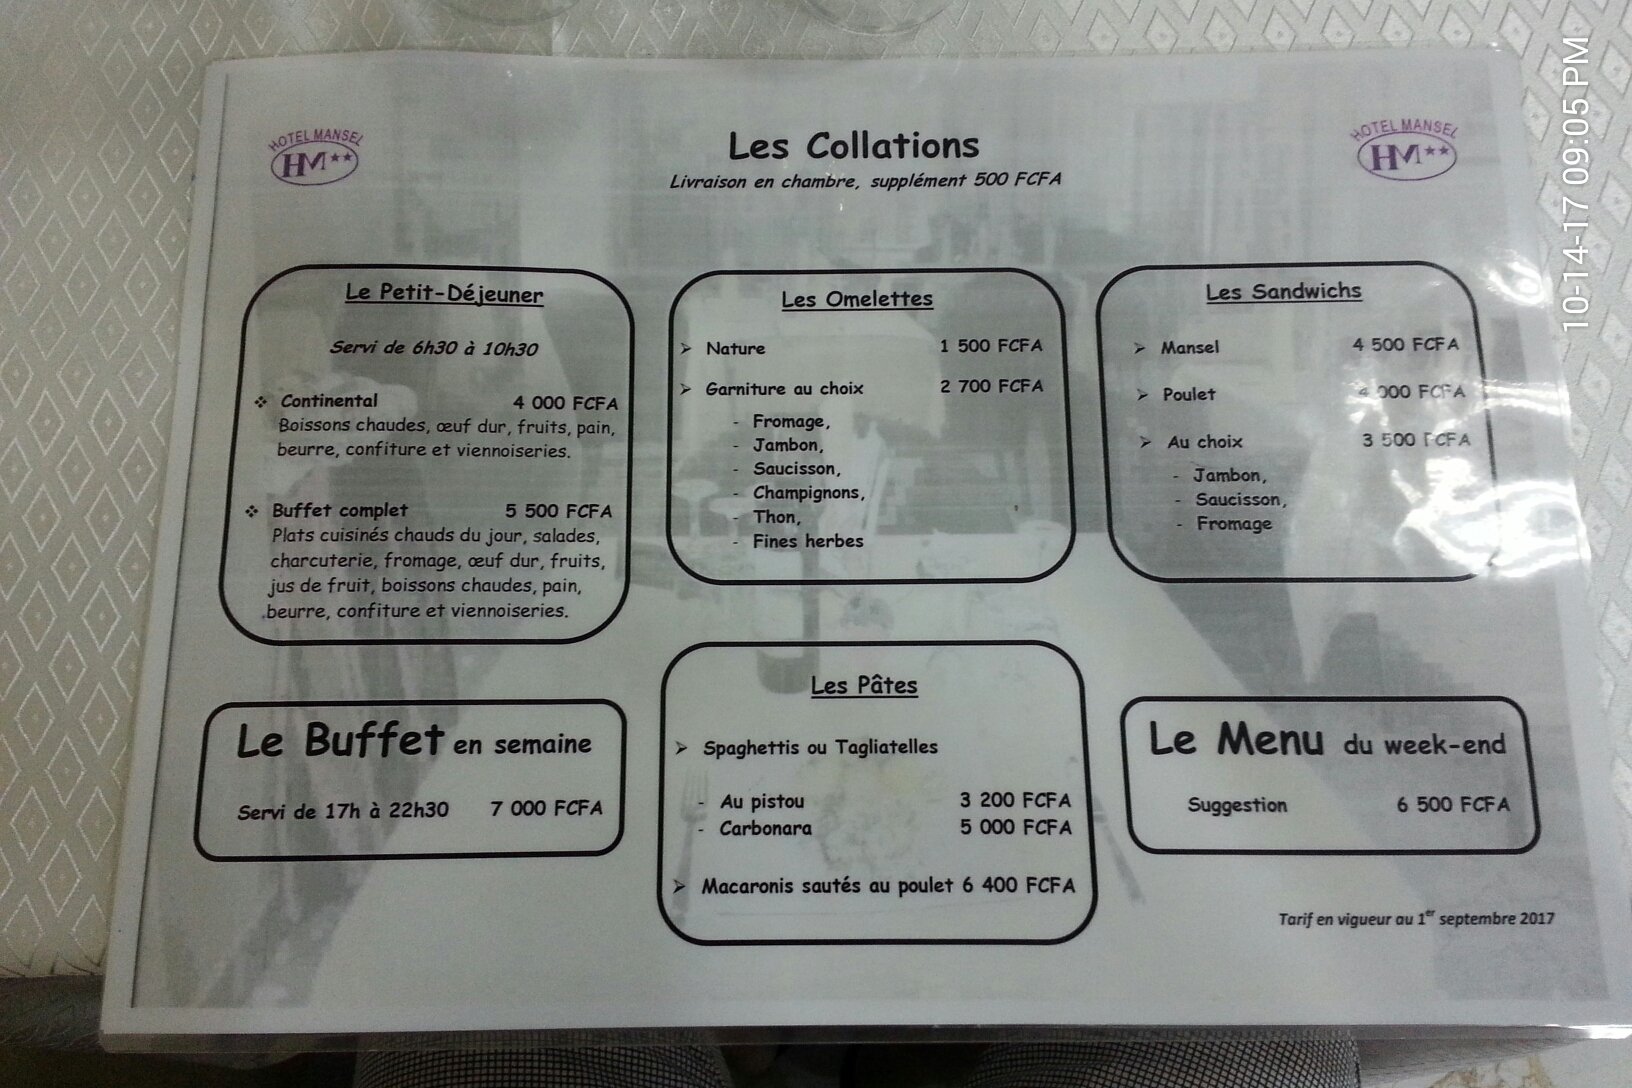 HOTEL MANSEL
HM★★
Les Collations
Livraison en chambre, supplément 500 FCFA
HOTEL MANSEL
HM★★
10-14-17 09:05 PM
Le Petit-Déjeuner
Servi de 6h30 à 10h30
❖ Continental 4 000 FCFA
Boissons chaudes, œuf dur, fruits, pain,
beurre, confiture et viennoiseries.
❖ Buffet complet 5 500 FCFA
Plats cuisinés chauds du jour, salades,
charcuterie, fromage, œuf dur, fruits,
jus de fruit, boissons chaudes, pain,
beurre, confiture et viennoiseries.
Les Omelettes
➢ Nature 1 500 FCFA
➢ Garniture au choix 2 700 FCFA
- Fromage,
- Jambon,
- Saucisson,
- Champignons,
- Thon,
- Fines herbes
Les Sandwichs
➢ Mansel 4 500 FCFA
➢ Poulet 4 000 FCFA
➢ Au choix 3 500 FCFA
- Jambon,
- Saucisson,
- Fromage
Le Buffet en semaine
Servi de 17h à 22h30 7 000 FCFA
Les Pâtes
➢ Spaghettis ou Tagliatelles
- Au pistou 3 200 FCFA
- Carbonara 5 000 FCFA
➢ Macaronis sautés au poulet 6 400 FCFA
Le Menu du week-end
Suggestion 6 500 FCFA
Tarif en vigueur au 1er septembre 2017